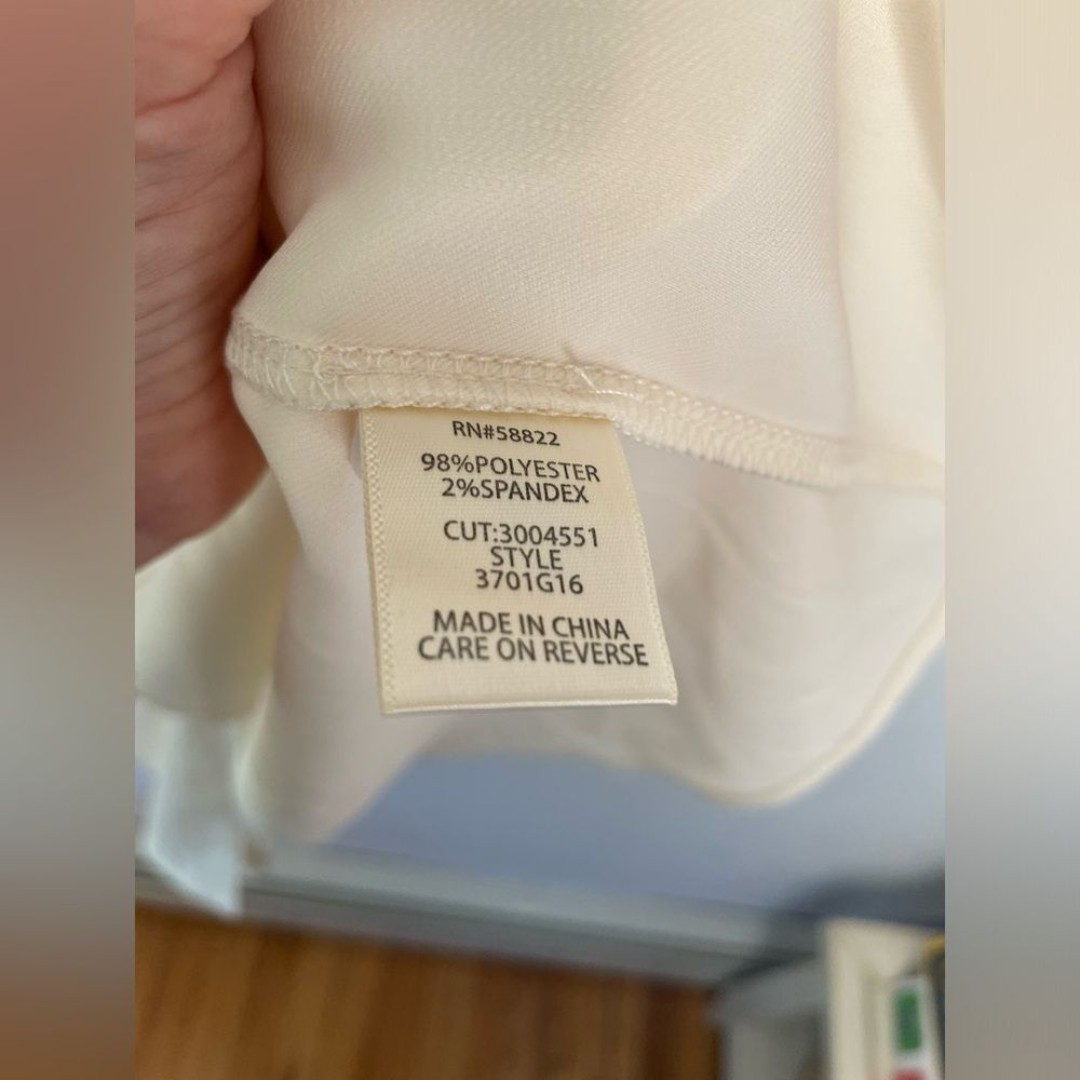 RN#58822
98%POLYESTER
2%SPANDEX
CUT:3004551
STYLE
3701G16
MADE IN CHINA
CARE ON REVERSE